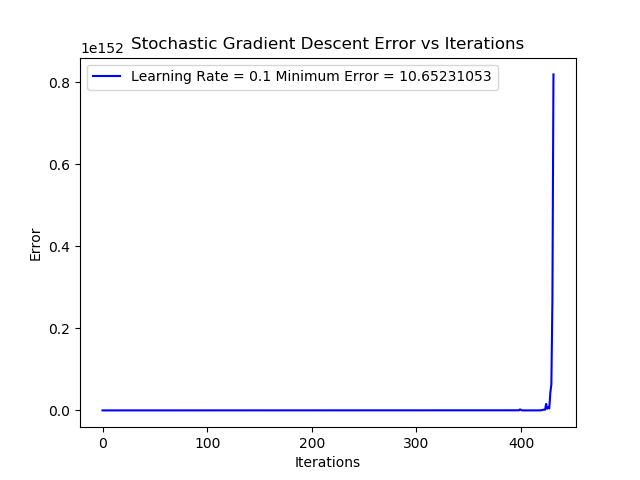 1e152
Stochastic Gradient Descent Error vs Iterations
Learning Rate = 0.1 Minimum Error = 10.65231053
0.8
0.6
0.4
0.2
0.0
Error
0 100 200 300 400
Iterations